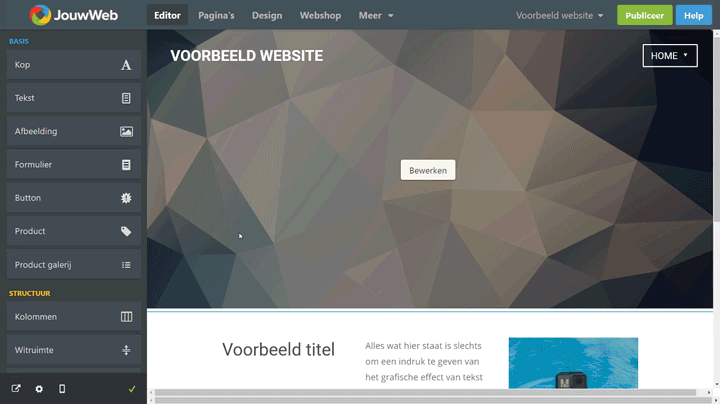 JouwWeb
Editor
Pagina's
Design
Webshop
Meer
Voorbeeld website
Publiceer
Help
BASIS
Kop
Tekst
Afbeelding
Formulier
Button
Product
Product galerij
STRUCTUUR
Kolommen
Witruimte
VOORBEELD WEBSITE
HOME
Bewerken
Voorbeeld titel
Alles wat hier staat is slechts
om een indruk te geven van
het grafische effect van tekst